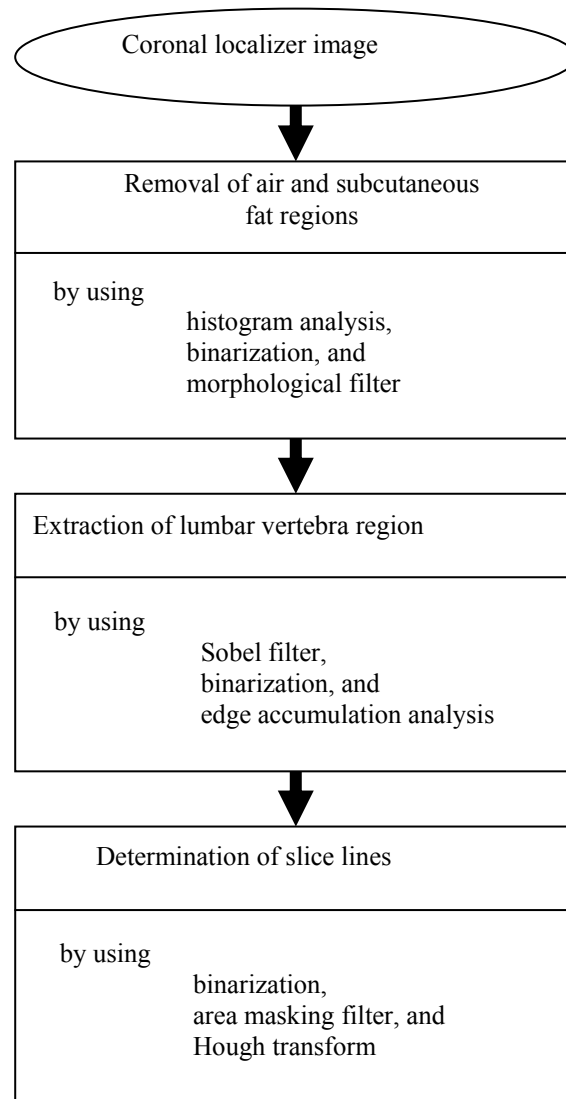 Coronal localizer image
Removal of air and subcutaneous
fat regions
by using
histogram analysis,
binarization, and
morphological filter
Extraction of lumbar vertebra region
by using
Sobel filter,
binarization, and
edge accumulation analysis
Determination of slice lines
by using
binarization,
area masking filter, and
Hough transform